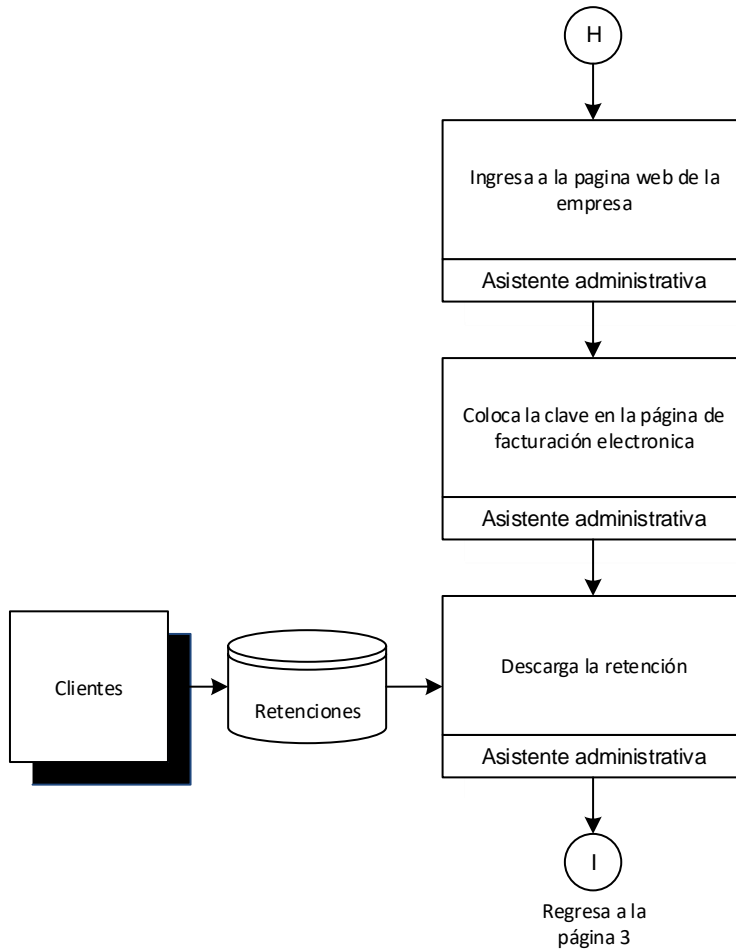 H
Ingresa a la pagina web de la
empresa
Asistente administrativa
Coloca la clave en la página de
facturación electronica
Asistente administrativa
Clientes
Retenciones
Descarga la retención
Asistente administrativa
I
Regresa a la
página 3